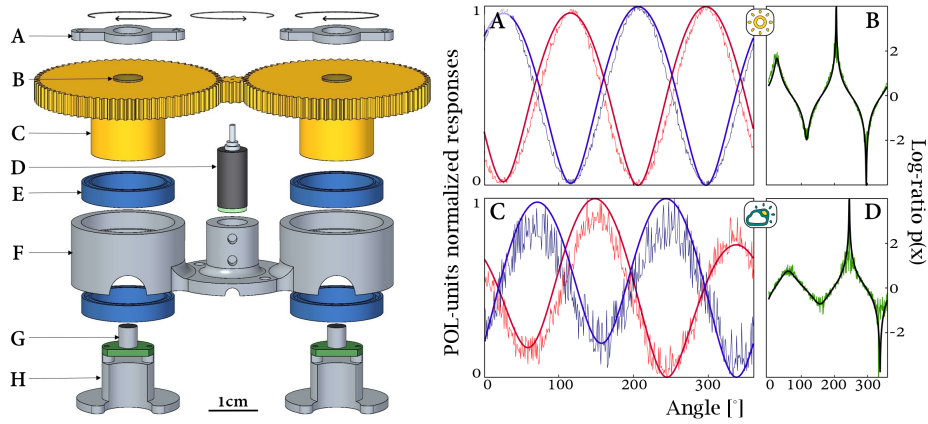 A
B
C
D
E
F
G
H
1cm
POL-units normalized responses
A
1
0
B
2
0
-2
C
1
0
0
100
200
300
D
2
0
-2
0
100
200
300
Angle [°]
Log-ratio p(X)